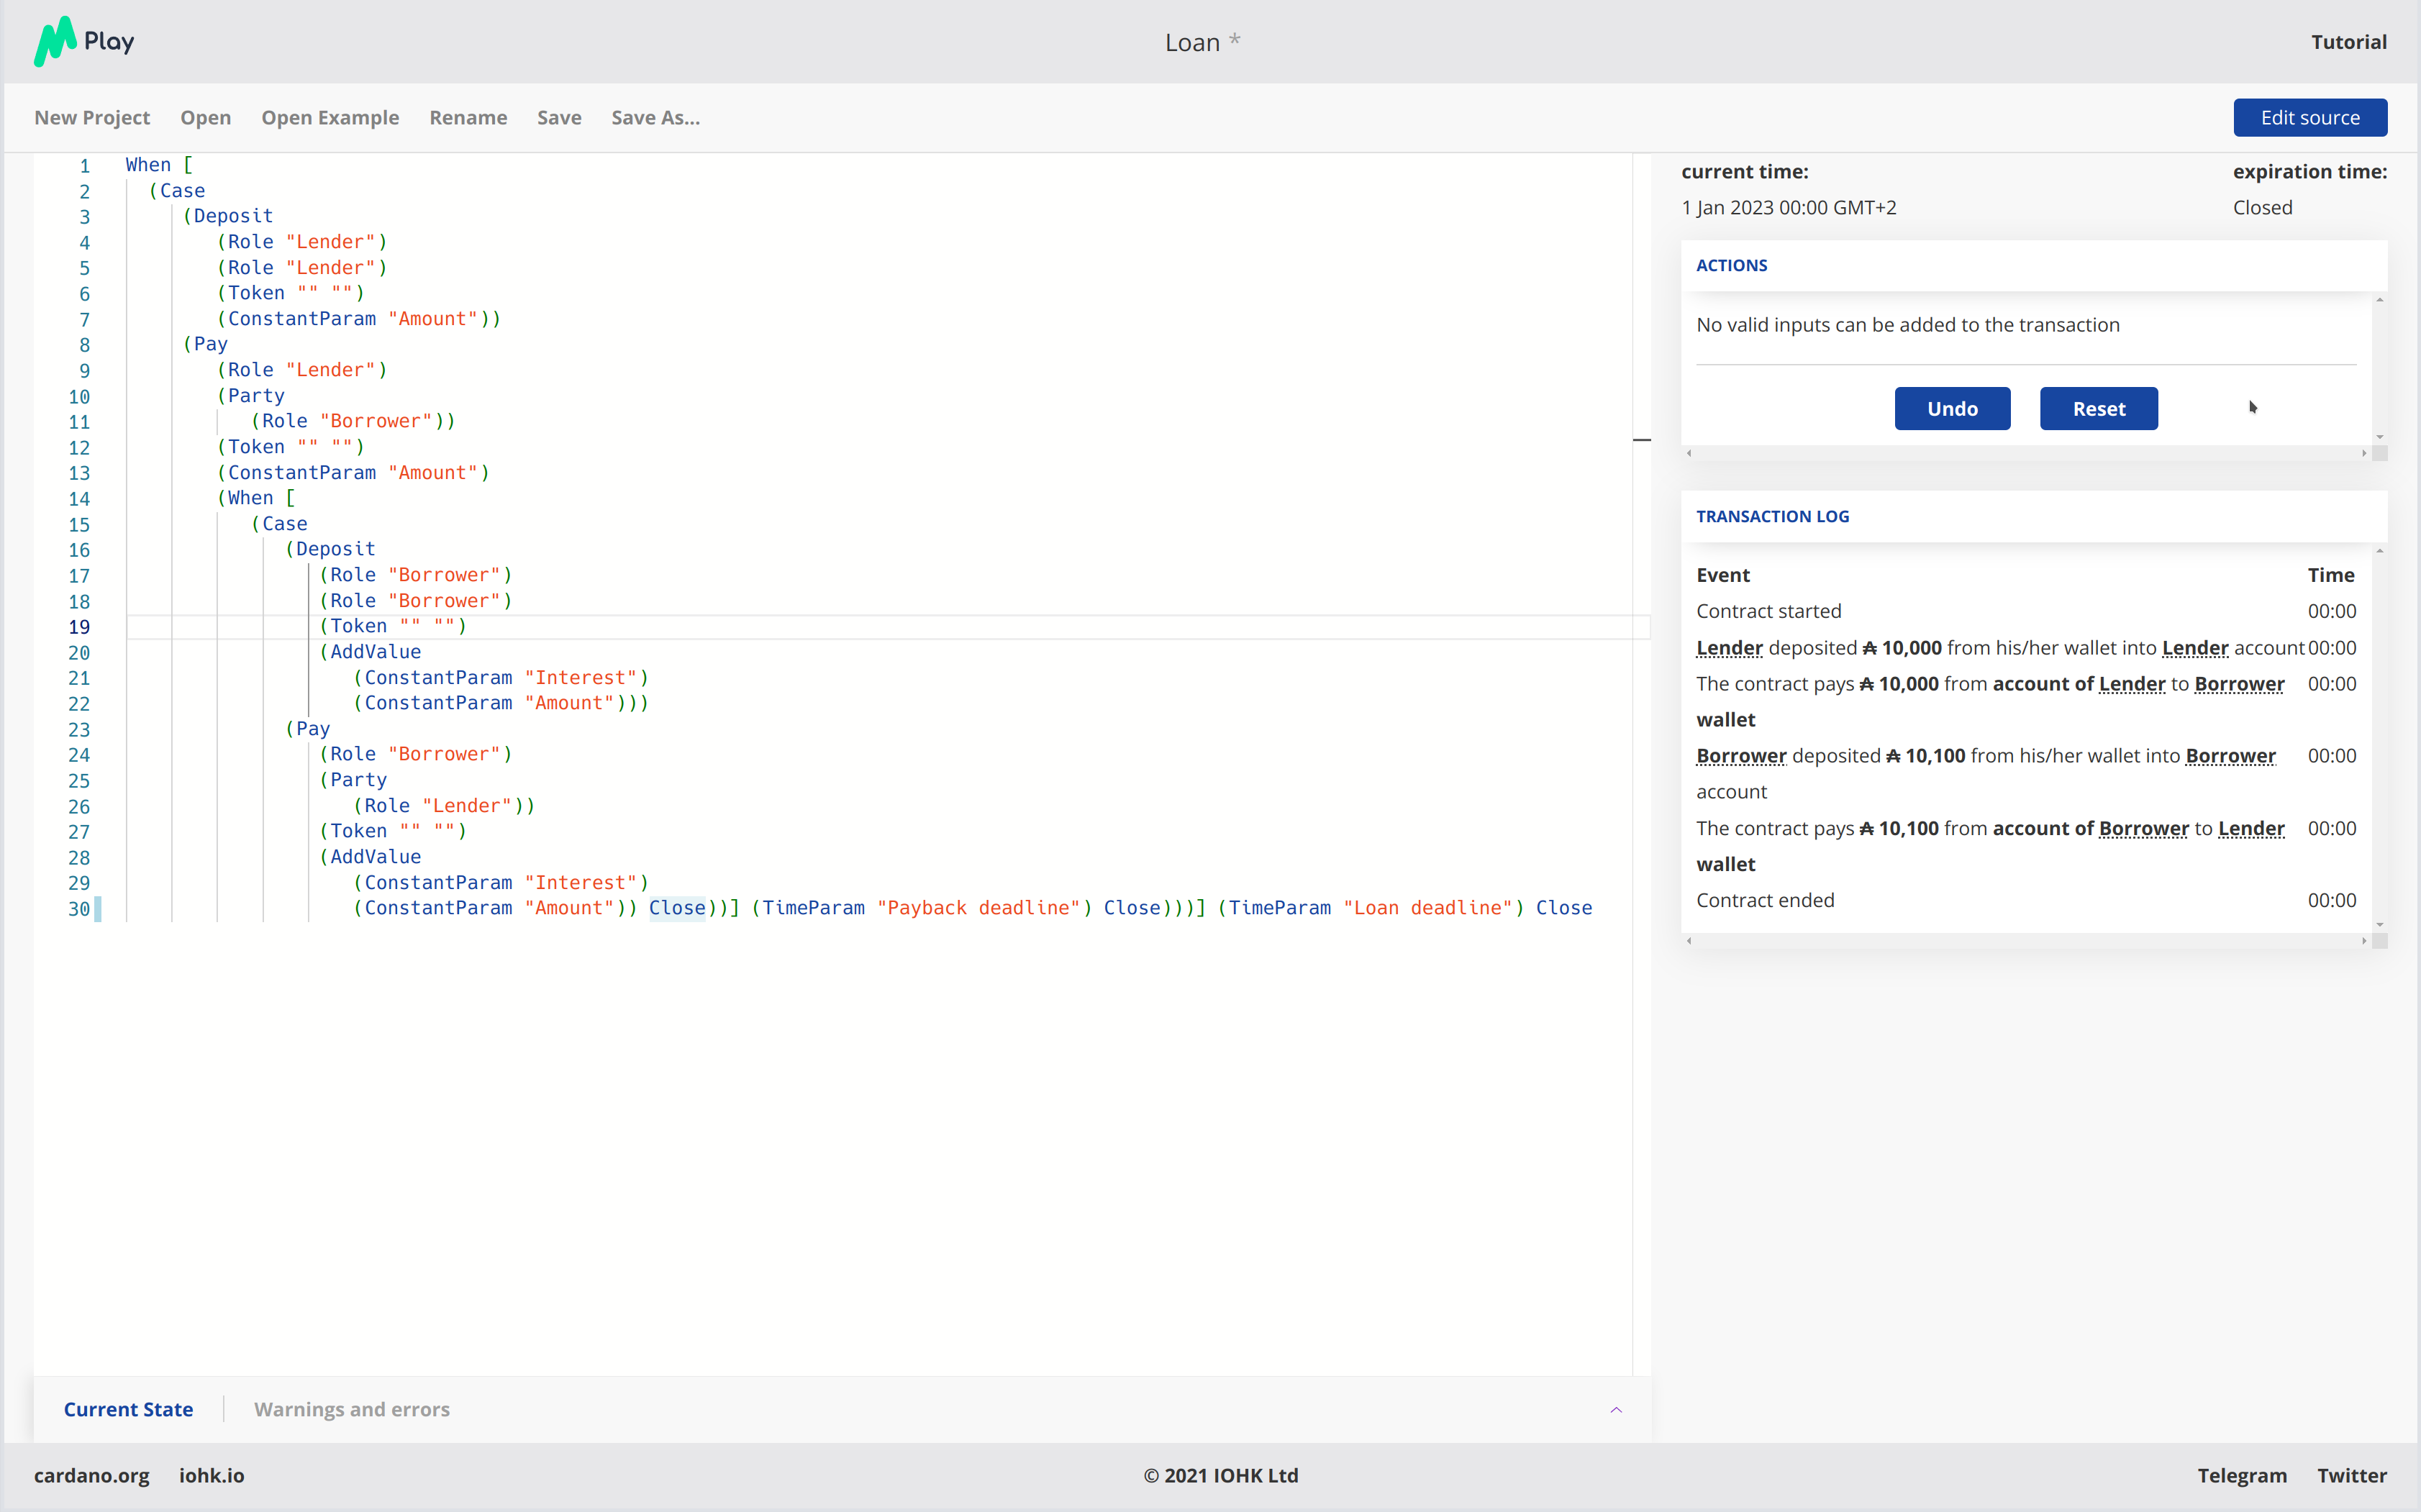 Play
Loan *
Tutorial
New Project Open Open Example Rename Save Save As...
Edit source
1 When [
2 (Case
3 (Deposit
4 (Role "Lender")
5 (Role "Lender")
6 (Token "" "")
7 (ConstantParam "Amount"))
8 (Pay
9 (Role "Lender")
10 (Party
11 (Role "Borrower"))
12 (Token "" "")
13 (ConstantParam "Amount")
14 (When [
15 (Case
16 (Deposit
17 (Role "Borrower")
18 (Role "Borrower")
19 (Token "" "")
20 (AddValue
21 (ConstantParam "Interest")
22 (ConstantParam "Amount")))
23 (Pay
24 (Role "Borrower")
25 (Party
26 (Role "Lender"))
27 (Token "" "")
28 (AddValue
29 (ConstantParam "Interest")
30 (ConstantParam "Amount")) Close))] (TimeParam "Payback deadline") Close)))] (TimeParam "Loan deadline") Close
current time:
1 Jan 2023 00:00 GMT+2
expiration time:
Closed
ACTIONS
No valid inputs can be added to the transaction
Undo Reset
TRANSACTION LOG
Event Time
Contract started 00:00
Lender deposited ₳ 10,000 from his/her wallet into Lender account 00:00
The contract pays ₳ 10,000 from account of Lender to Borrower 00:00
wallet
Borrower deposited ₳ 10,100 from his/her wallet into Borrower 00:00
account
The contract pays ₳ 10,100 from account of Borrower to Lender 00:00
wallet
Contract ended 00:00
Current State Warnings and errors
cardano.org iohk.io
© 2021 IOHK Ltd
Telegram Twitter